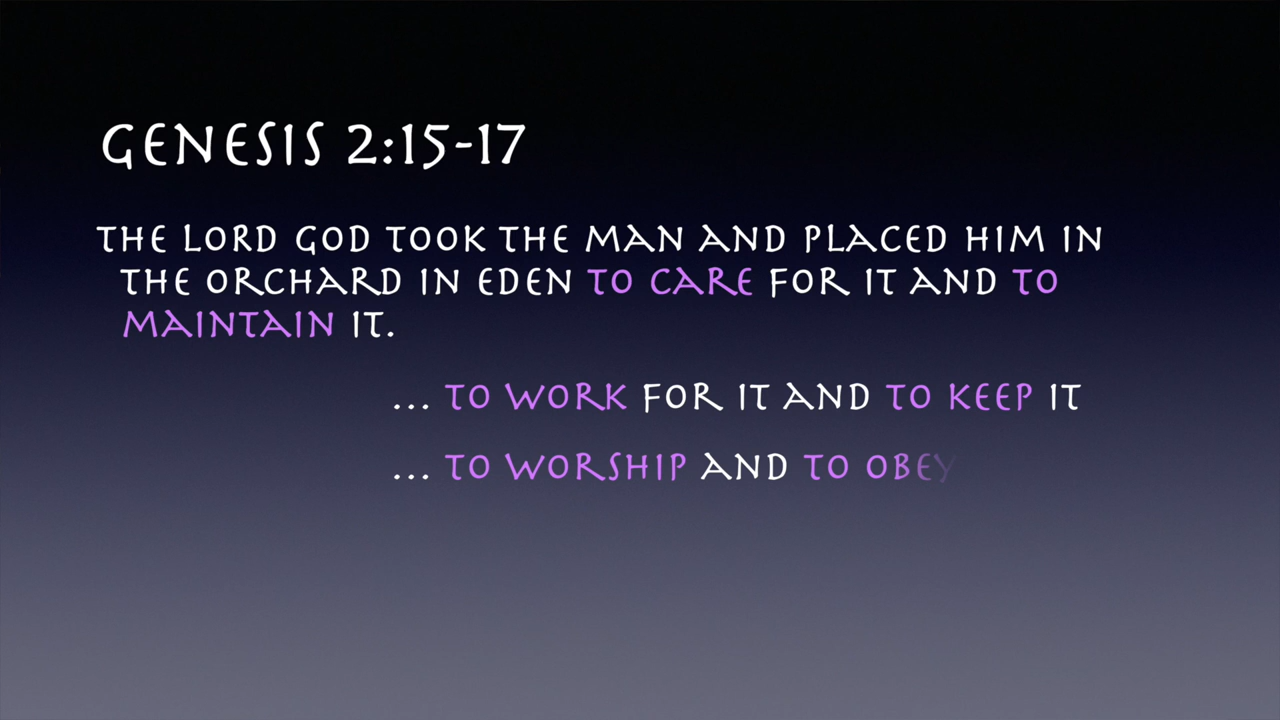 GENESIS 2:15-17
THE LORD GOD TOOK THE MAN AND PLACED HIM IN
THE ORCHARD IN EDEN TO CARE FOR IT AND TO
MAINTAIN IT.
... TO WORK FOR IT AND TO KEEP IT
... TO WORSHIP AND TO OBEY